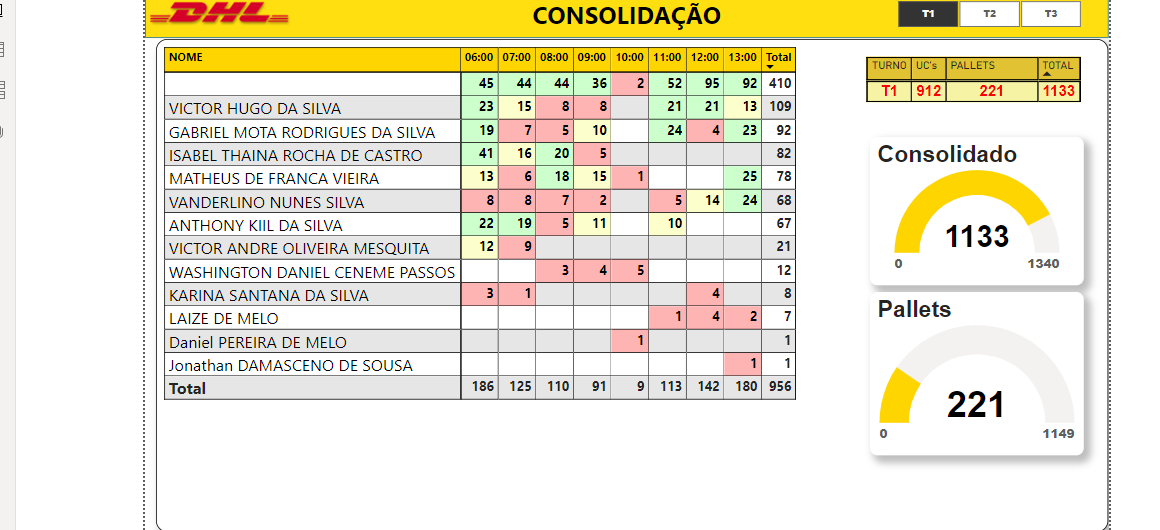 DHL
CONSOLIDAÇÃO
T1 T2 T3
NOME 06:00 07:00 08:00 09:00 10:00 11:00 12:00 13:00 Total
45 44 44 36 2 52 95 92 410
VICTOR HUGO DA SILVA 23 15 8 8 21 21 13 109
GABRIEL MOTA RODRIGUES DA SILVA 19 7 5 10 24 4 23 92
ISABEL THAINA ROCHA DE CASTRO 41 16 20 5 82
MATHEUS DE FRANCA VIEIRA 13 6 18 15 1 25 78
VANDERLINO NUNES SILVA 8 8 7 2 5 14 24 68
ANTHONY KIIL DA SILVA 22 19 5 11 10 67
VICTOR ANDRE OLIVEIRA MESQUITA 12 9 21
WASHINGTON DANIEL CENEME PASSOS 3 4 5 12
KARINA SANTANA DA SILVA 3 1 4 8
LAIZE DE MELO 1 4 2 7
Daniel PEREIRA DE MELO 1 1
Jonathan DAMASCENO DE SOUSA 1 1
Total 186 125 110 91 9 113 142 180 956
TURNO UC's PALLETS TOTAL
T1 912 221 1133
Consolidado
1133
0 1340
Pallets
221
0 1149